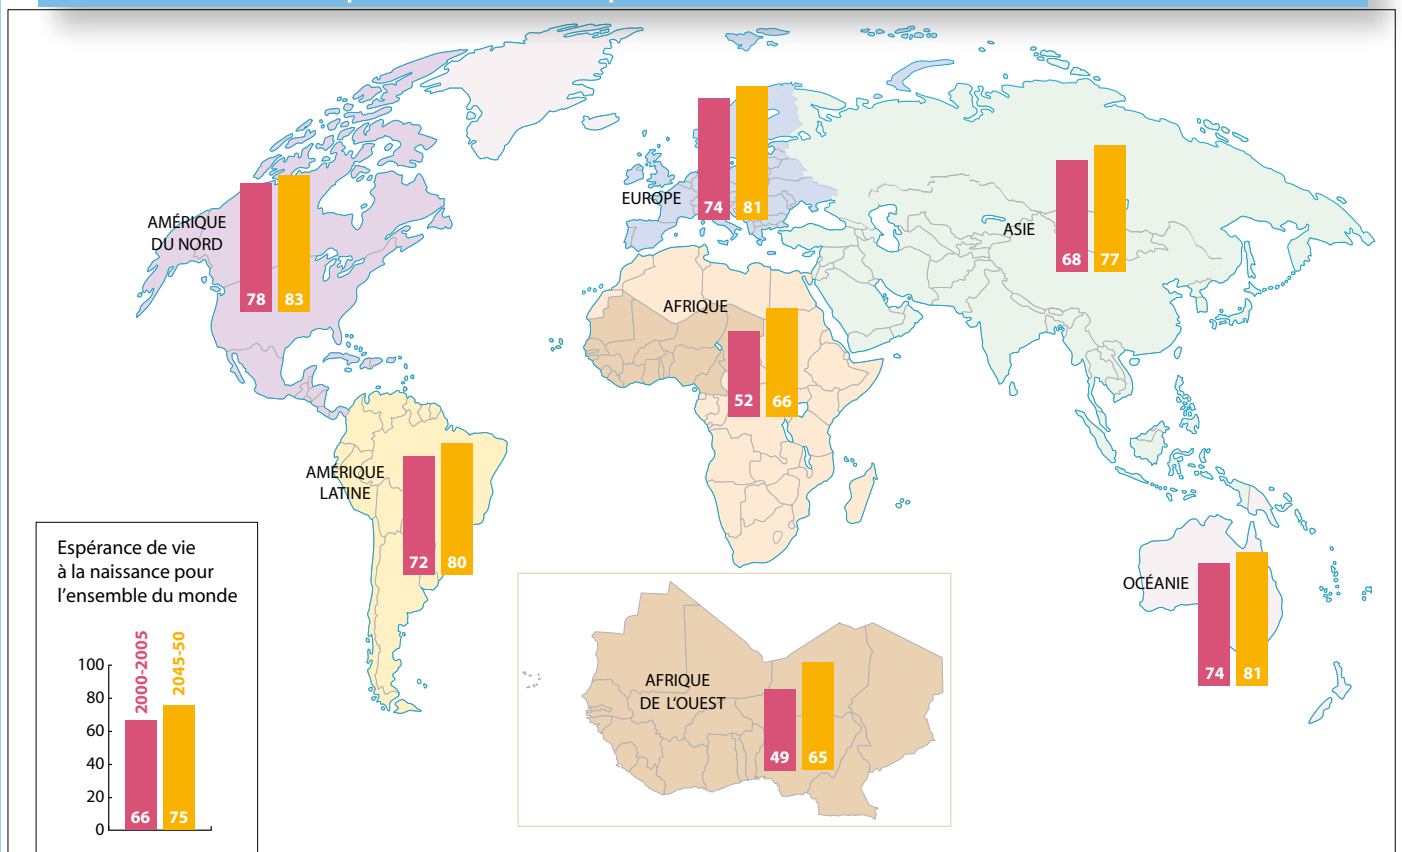 AMÉRIQUE
DU NORD
78
83
EUROPE
74
81
ASIE
68
77
AFRIQUE
52
66
AMÉRIQUE
LATINE
72
80
OCÉANIE
74
81
AFRIQUE
DE L'OUEST
49
65
Espérance de vie
à la naissance pour
l'ensemble du monde
2000-2005
2045-50
100
80
60
40
20
0
66
75